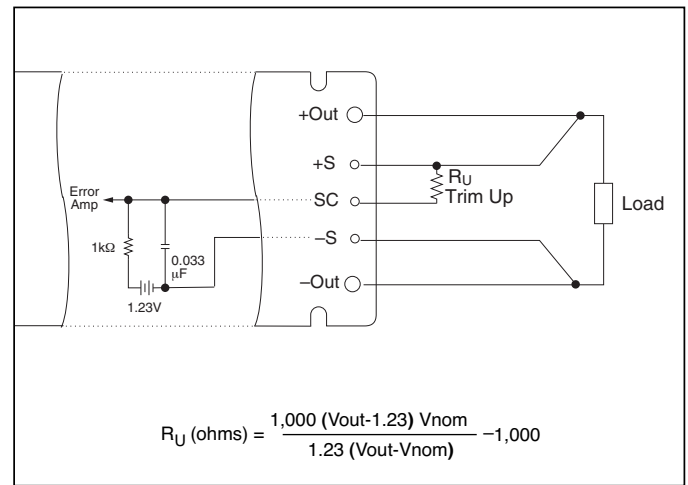 +Out
+S
RU
Trim Up
Error
Amp
SC
Load
1kΩ
–S
0.033
µF
–Out
1.23V
RU (ohms) = 1,000 (Vout-1.23) Vnom / 1.23 (Vout-Vnom) –1,000